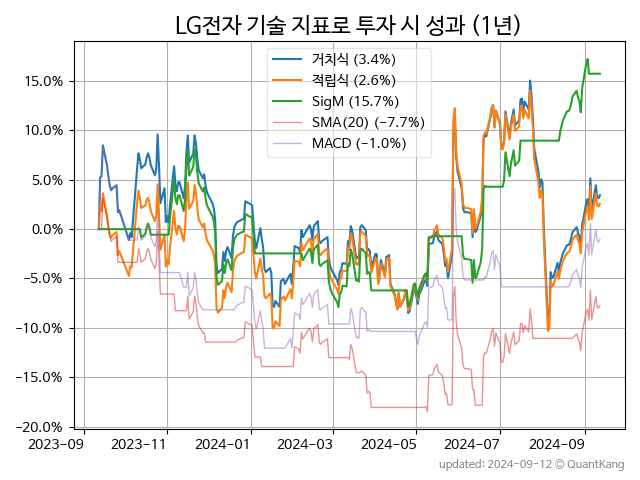 LG전자 기술 지표로 투자 시 성과 (1년)
거치식 (3.4%)
적립식 (2.6%)
SigM (15.7%)
SMA(20) (−7.7%)
MACD (−1.0%)
15.0%
10.0%
5.0%
0.0%
−5.0%
−10.0%
−15.0%
−20.0%
2023-09 2023-11 2024-01 2024-03 2024-05 2024-07 2024-09
updated: 2024-09-12 ⓒ QuantKang